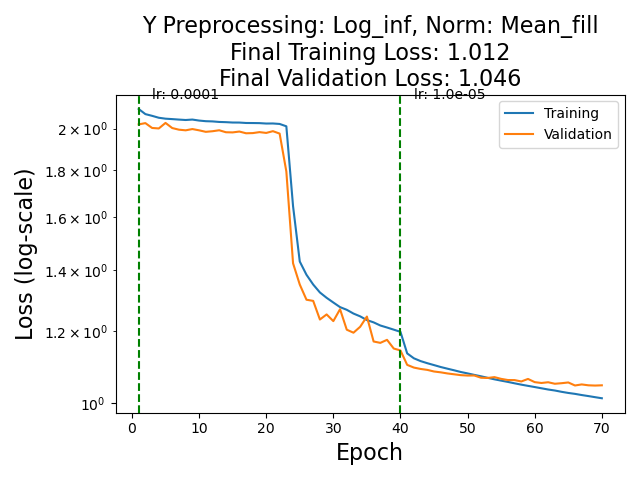 Y Preprocessing: Log_inf, Norm: Mean_fill
Final Training Loss: 1.012
Final Validation Loss: 1.046
lr: 0.0001
lr: 1.0e-05
Training
Validation
2 × 10⁰
1.8 × 10⁰
1.6 × 10⁰
1.4 × 10⁰
1.2 × 10⁰
10⁰
Loss (log-scale)
0 10 20 30 40 50 60 70
Epoch